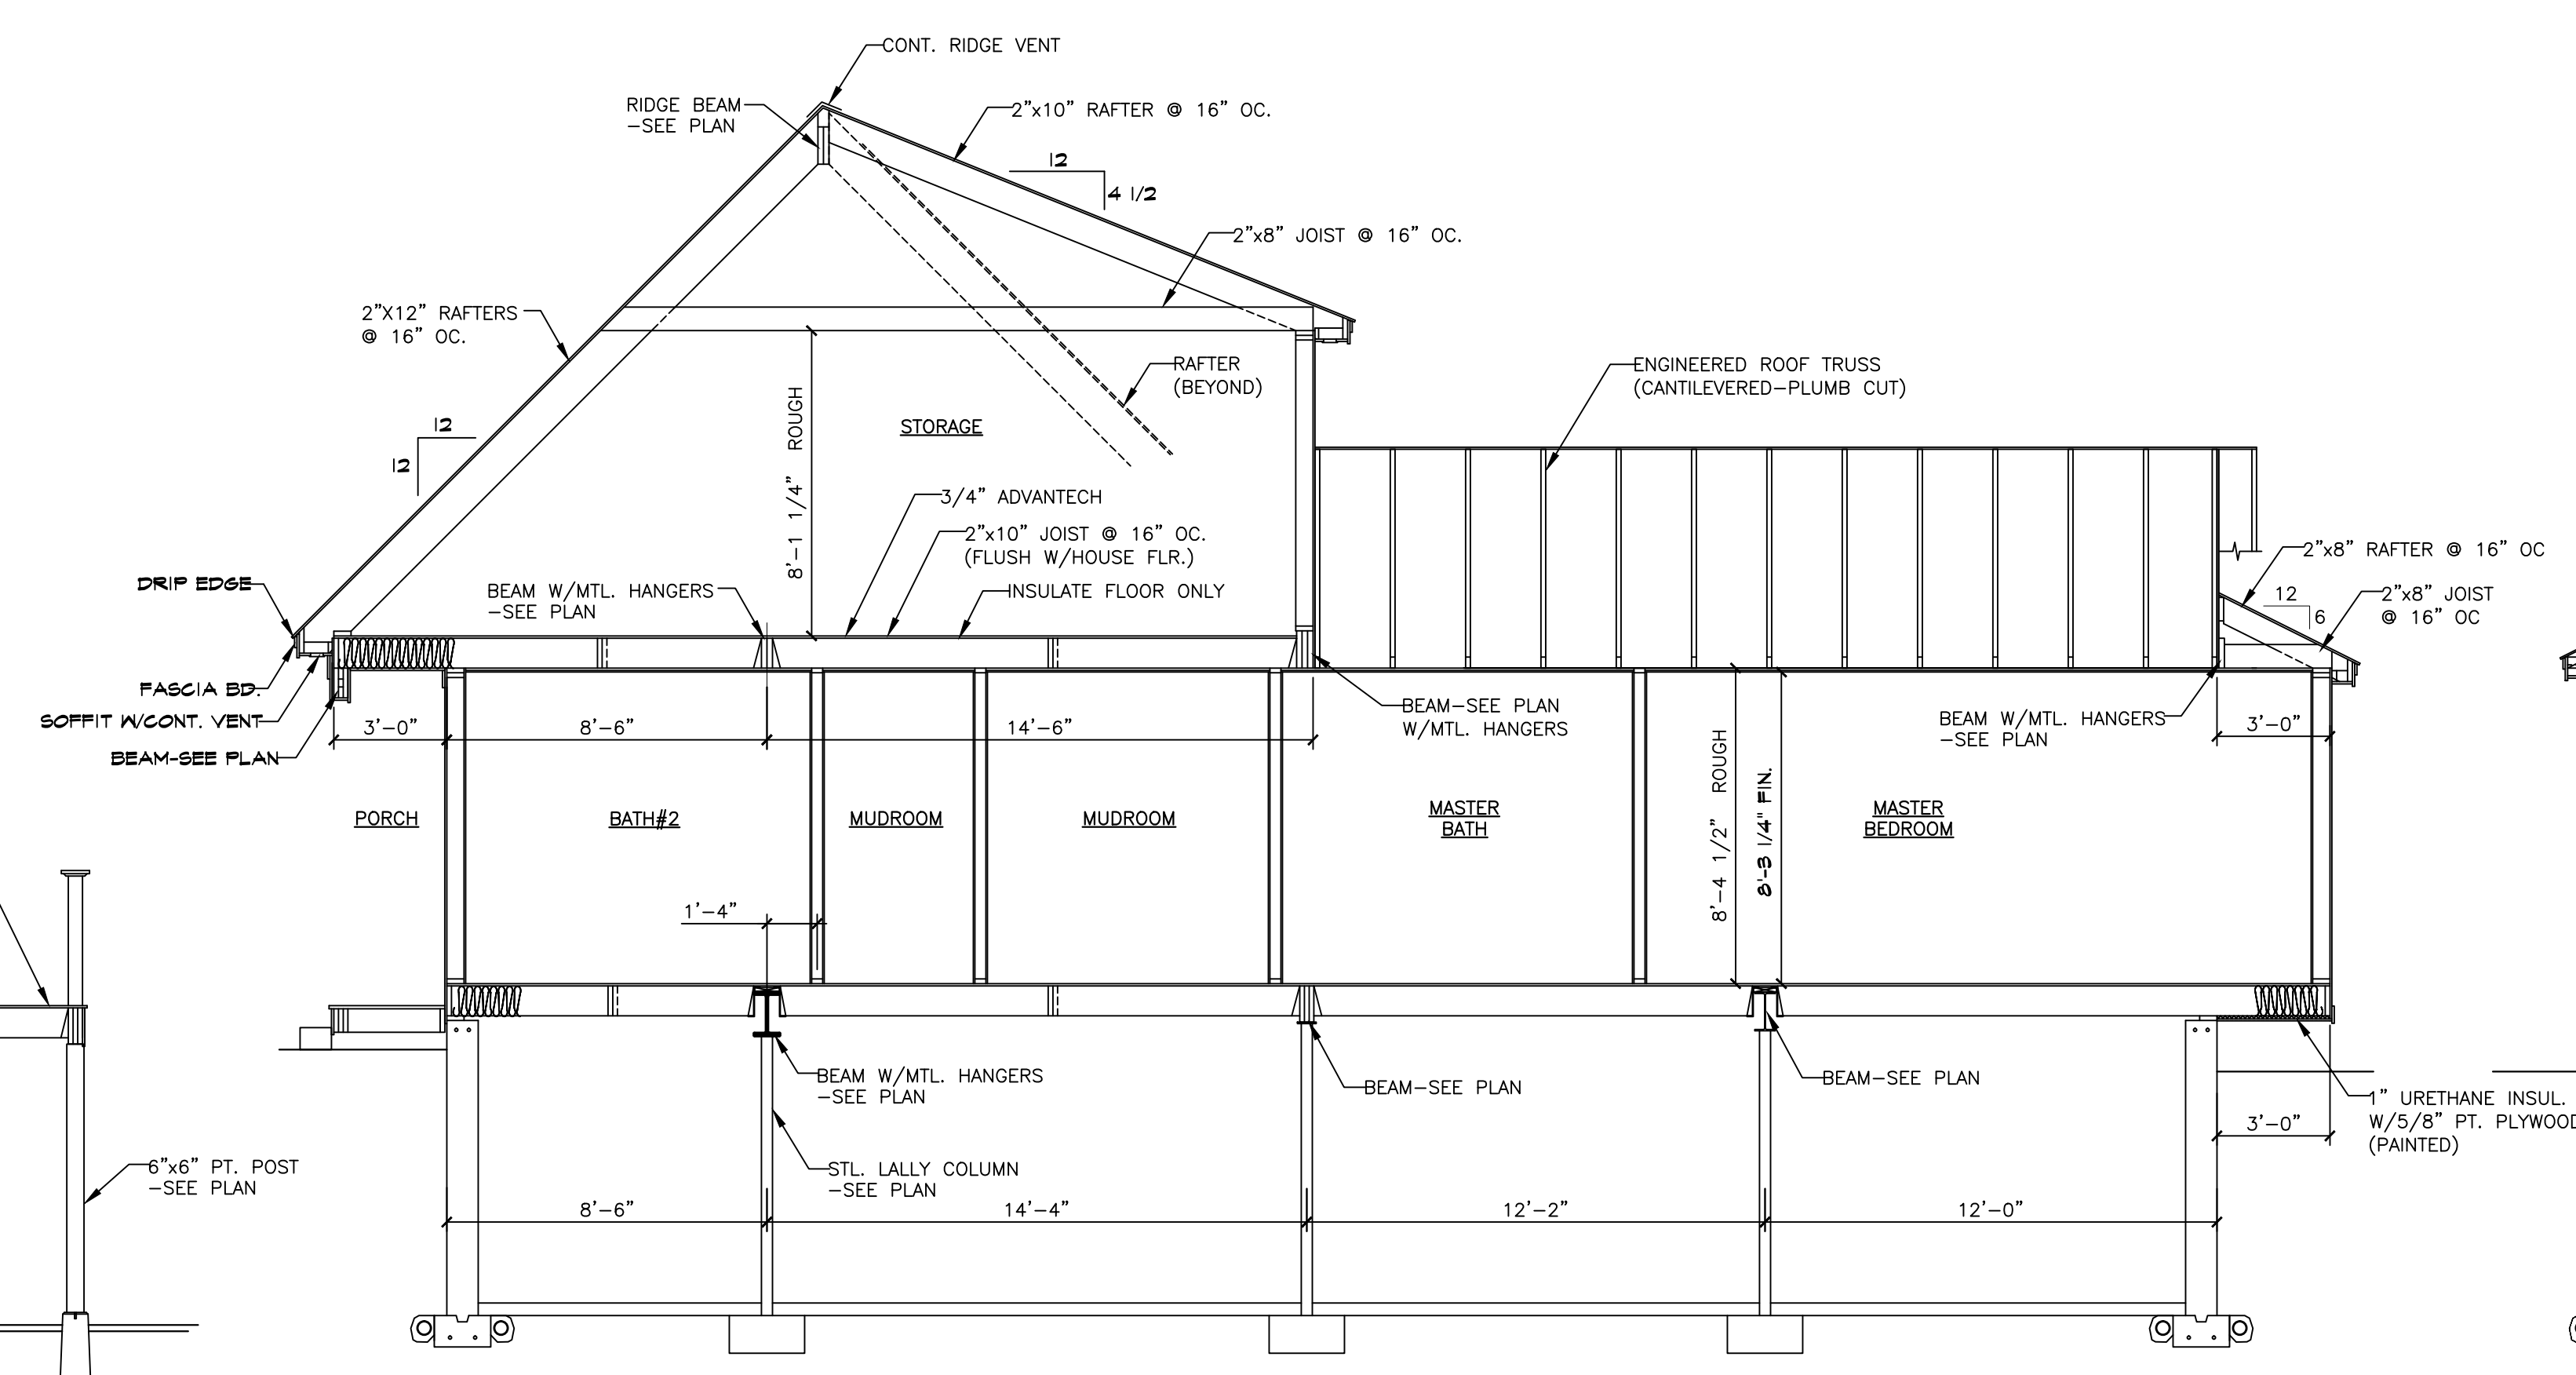 CONT. RIDGE VENT
RIDGE BEAM
-SEE PLAN
2"x10" RAFTER @ 16" OC.
12
4 1/2
2"x8" JOIST @ 16" OC.
2"X12" RAFTERS
@ 16" OC.
RAFTER
(BEYOND)
ENGINEERED ROOF TRUSS
(CANTILEVERED-PLUMB CUT)
12
12
8'-1 1/4" ROUGH
STORAGE
3/4" ADVANTECH
2"x10" JOIST @ 16" OC.
(FLUSH W/HOUSE FLR.)
INSULATE FLOOR ONLY
BEAM W/MTL. HANGERS
-SEE PLAN
DRIP EDGE
2"x8" RAFTER @ 16" OC
12
6
2"x8" JOIST
@ 16" OC
FASCIA BD.
SOFFIT W/CONT. VENT
BEAM-SEE PLAN
3'-0"
8'-6"
14'-6"
BEAM-SEE PLAN
W/MTL. HANGERS
BEAM W/MTL. HANGERS
-SEE PLAN
3'-0"
8'-4 1/2" ROUGH
8'-3 1/4" FIN.
PORCH
BATH#2
MUDROOM
MUDROOM
MASTER
BATH
MASTER
BEDROOM
1'-4"
BEAM W/MTL. HANGERS
-SEE PLAN
BEAM-SEE PLAN
BEAM-SEE PLAN
1" URETHANE INSUL.
W/5/8" PT. PLYWOOD
(PAINTED)
3'-0"
6"x6" PT. POST
-SEE PLAN
STL. LALLY COLUMN
-SEE PLAN
8'-6"
14'-4"
12'-2"
12'-0"